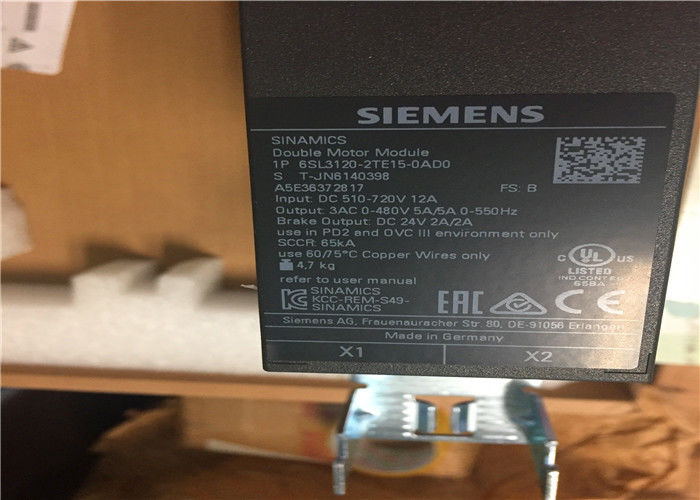 SIEMENS
SINAMICS
Double Motor Module
1P 6SL3120-2TE15-0AD0
S T-JN6140398
A5E36372817 FS: B
Input: DC 510-720V 12A
Output: 3AC 0-480V 5A/5A 0-550Hz
Brake Output: DC 24V 2A/2A
use in PD2 and OVC III environment only
SCCR: 65kA
use 60/75°C Copper Wires only
4,7 kg
refer to user manual
C UL US
LISTED
IND CONT EQ
65BA
SINAMICS
KCC-REM-S49-
SINAMICS
EAC CE
Siemens AG, Frauenauracher Str. 80, DE-91056 Erlangen
Made in Germany
X1 X2